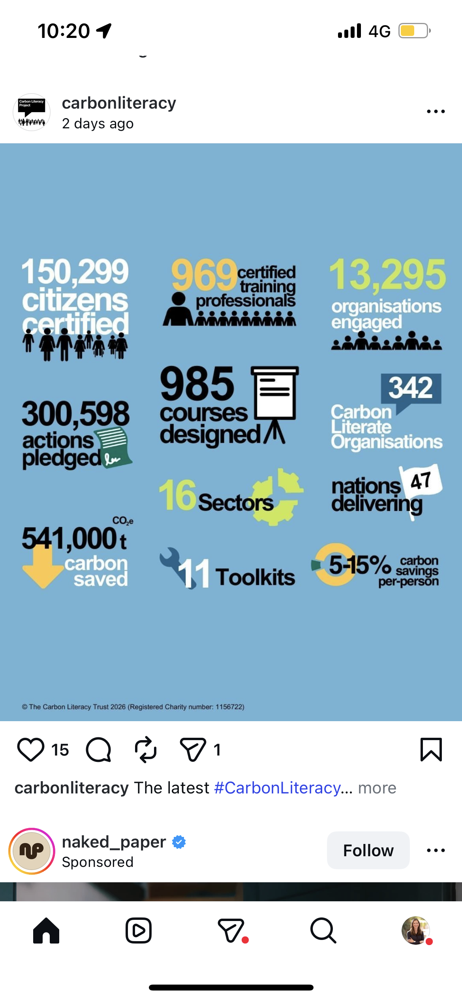 10:20
4G
Carbon Literacy
Project
carbonliteracy
2 days ago
150,299
citizens
certified
969 certified
training
professionals
13,295
organisations
engaged
300,598
actions
pledged
985
courses
designed
342
Carbon
Literate
Organisations
16 Sectors
nations 47
delivering
CO₂e
541,000 t
carbon
saved
11 Toolkits
5-15% carbon
savings
per-person
© The Carbon Literacy Trust 2026 (Registered Charity number: 1156722)
15
1
carbonliteracy The latest #CarbonLiteracy... more
np
naked_paper
Sponsored
Follow